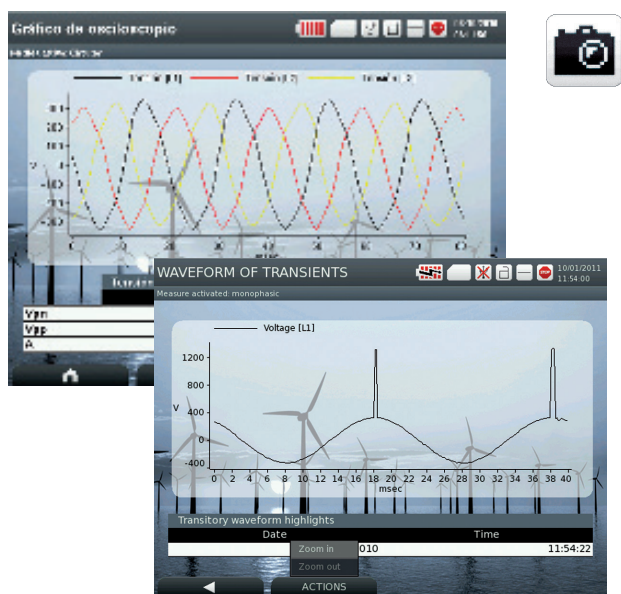 Gráfico de osciloscopio
Tensión [L1]
0
Vpn
Vpp
A
WAVEFORM OF TRANSIENTS
10/01/2011
11:54:00
Measure activated: monophasic
Voltage [L1]
1200
800
V
400
0
-400
0 2 4 6 8 10 12 14 16 18 20 22 24 26 28 30 32 34 36 38 40
msec
Transitory waveform highlights
Date Time
010 11:54:22
Zoom in
Zoom out
ACTIONS